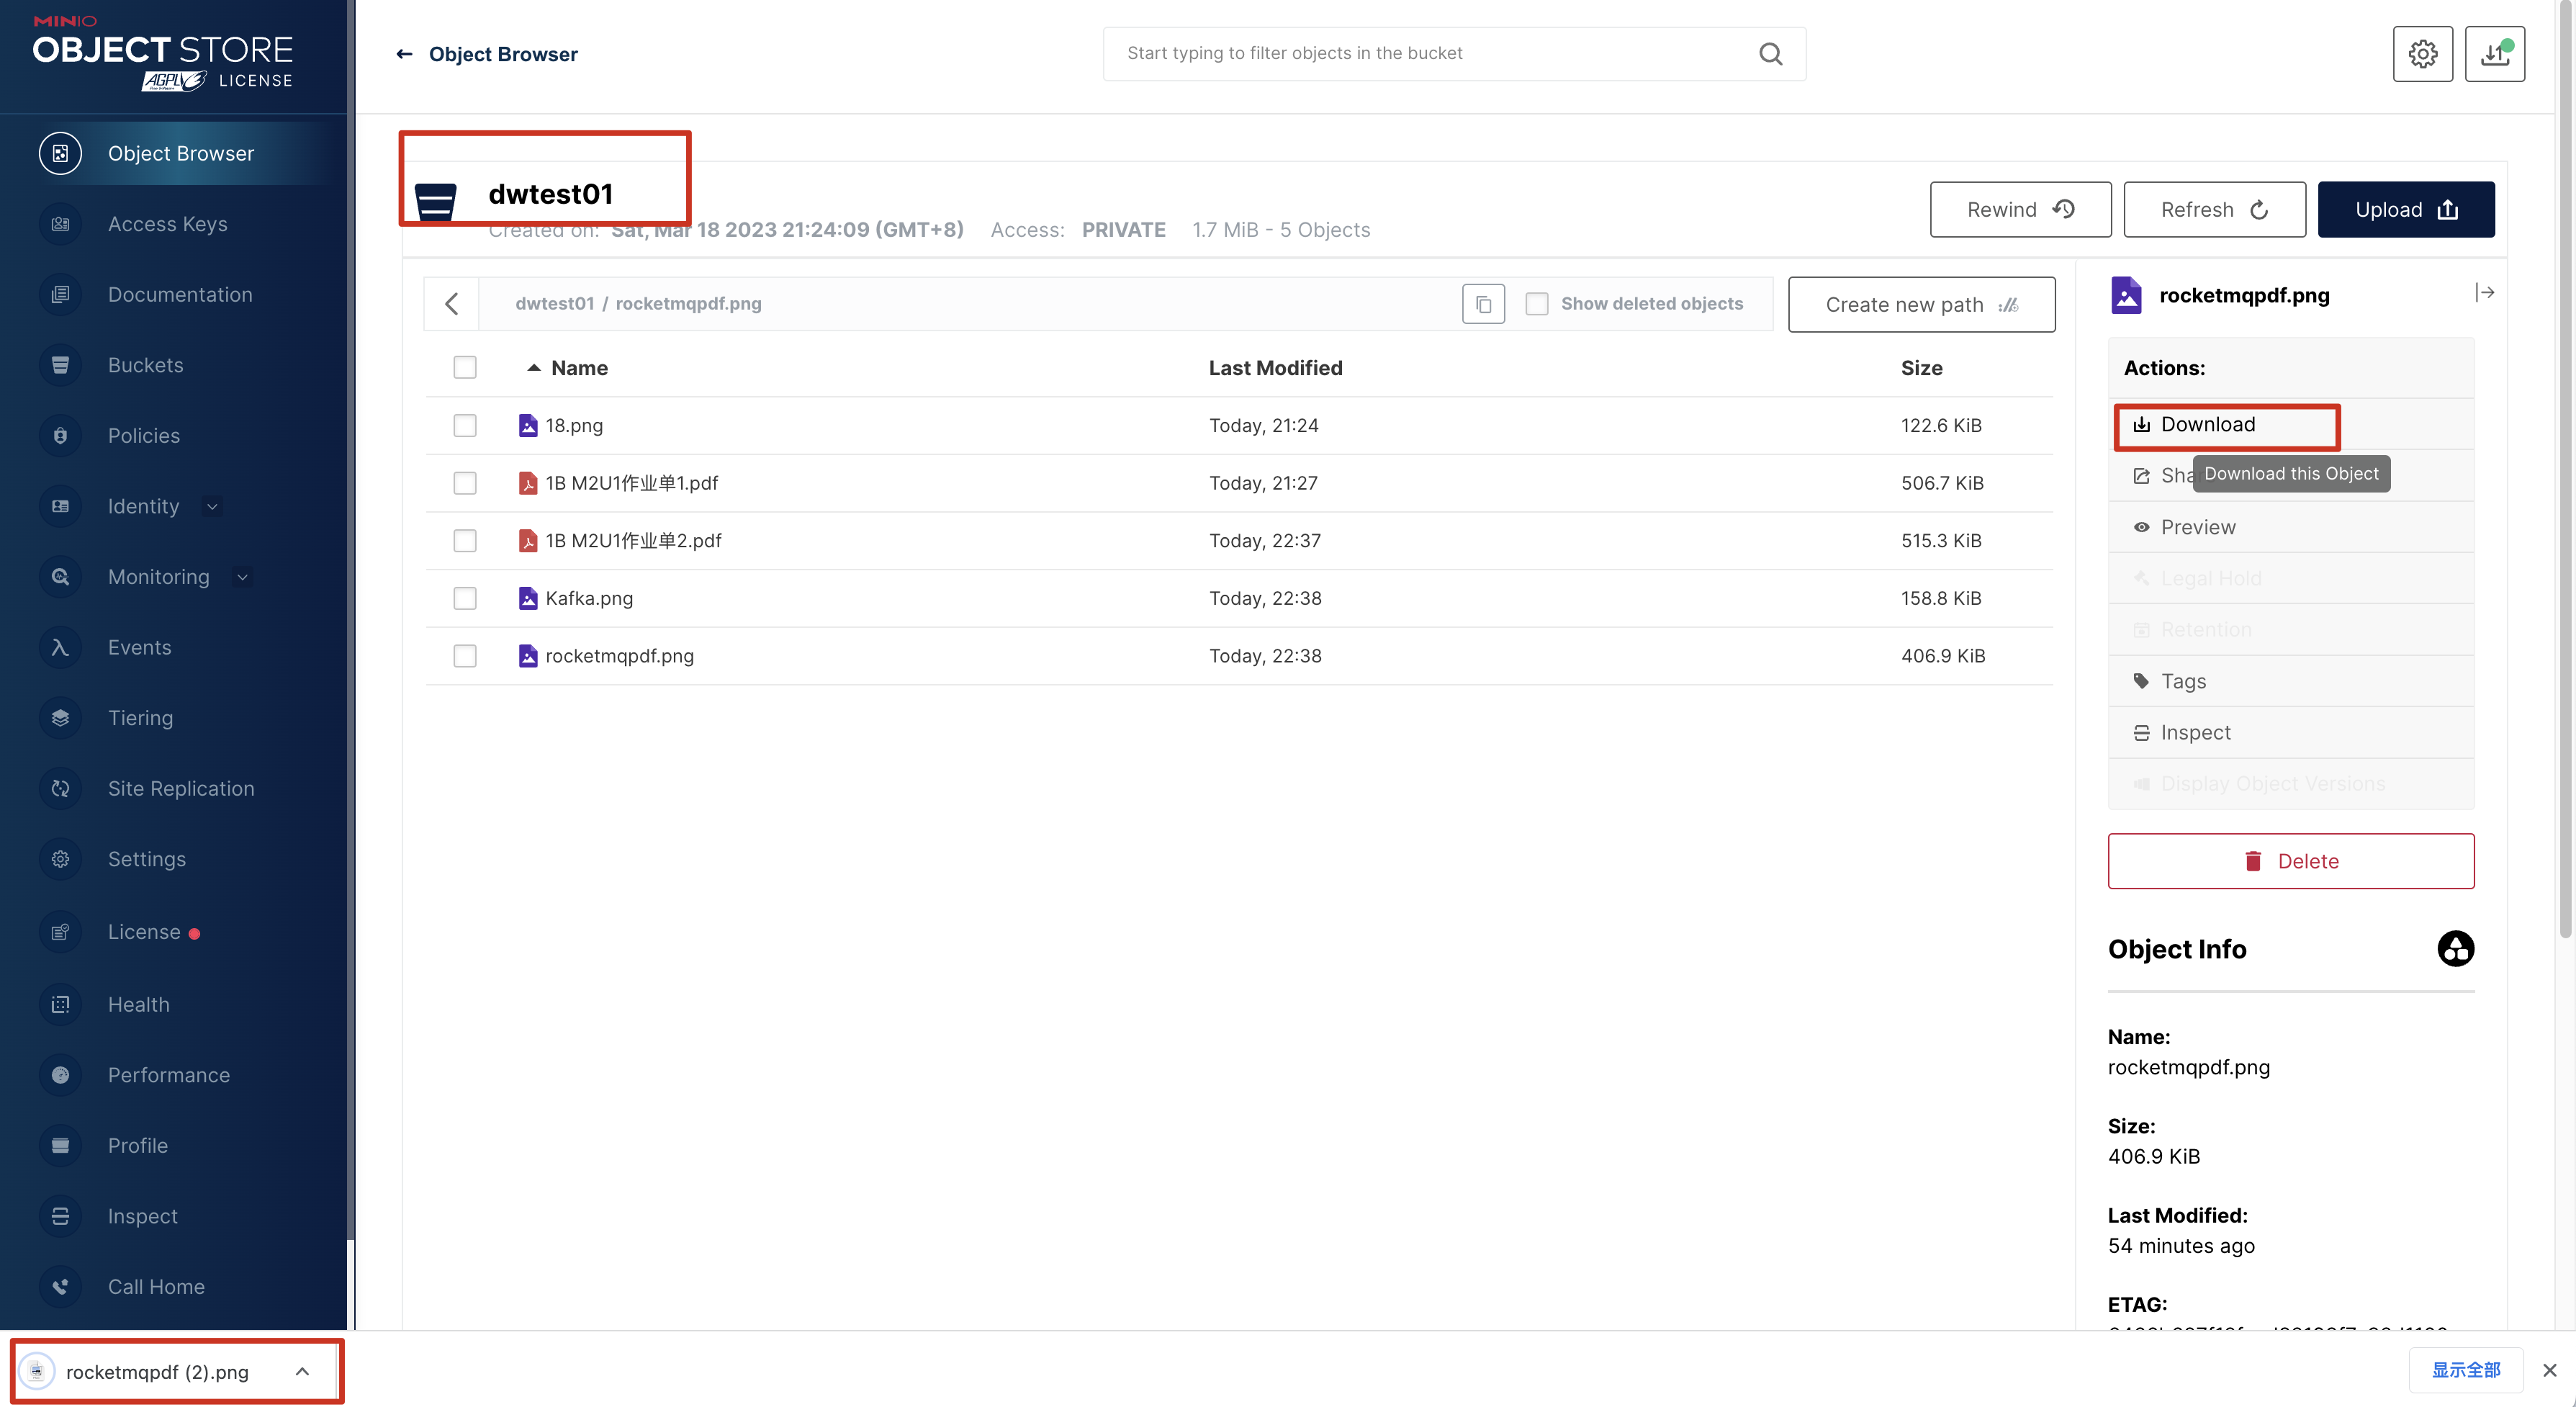 MINIO
OBJECT STORE
AGPLv3 LICENSE
Object Browser
Access Keys
Documentation
Buckets
Policies
Identity
Monitoring
Events
Tiering
Site Replication
Settings
License
Health
Performance
Profile
Inspect
Call Home
Object Browser
Start typing to filter objects in the bucket
dwtest01
Created on: Sat, Mar 18 2023 21:24:09 (GMT+8) Access: PRIVATE 1.7 MiB - 5 Objects
Rewind
Refresh
Upload
dwtest01 / rocketmqpdf.png
Show deleted objects
Create new path
Name Last Modified Size
18.png Today, 21:24 122.6 KiB
1B M2U1作业单1.pdf Today, 21:27 506.7 KiB
1B M2U1作业单2.pdf Today, 22:37 515.3 KiB
Kafka.png Today, 22:38 158.8 KiB
rocketmqpdf.png Today, 22:38 406.9 KiB
rocketmqpdf.png
Actions:
Download
Download this Object
Preview
Legal Hold
Retention
Tags
Inspect
Display Object Versions
Delete
Object Info
Name:
rocketmqpdf.png
Size:
406.9 KiB
Last Modified:
54 minutes ago
ETAG:
rocketmqpdf (2).png
显示全部